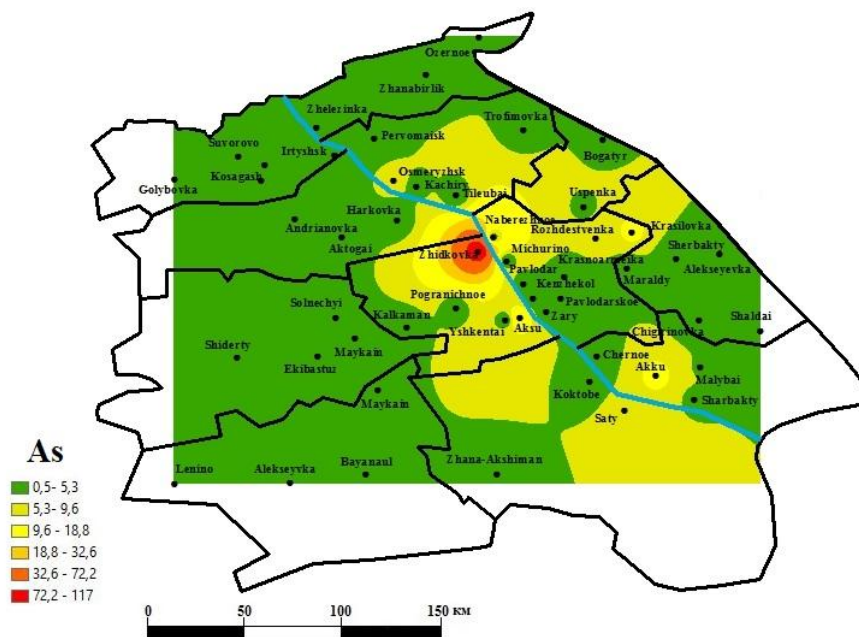 Ozernoe
Zhanabirlik
Zhelezinka
Trofimovka
Pervomaisk
Bogatyr
Suvorovo
Irtyshsk
Kosagash
Osmeryzhsk
Golybovka
Kachiry
Tileubai
Uspenka
Harkovka
Andrianovka
Naberezhnoe
Rozhdestvenka
Krasilovka
Aktogai
Michurino
Sherbakty
Zhidkovka
Krasnoarmeika
Pavlodar
Maraldy
Alekseyevka
Kenzhekol
Pogranichnoe
Pavlodarskoe
Solnechyi
Kalkaman
Zary
Yshkentai
Aksu
Chigirinovka
Shaldai
Shiderty
Maykain
Ekibastuz
Chernoe
Akku
Malybai
Maykain
Koktobe
Sharbakty
Saty
As
Lenino
Alekseyvka
Bayanaul
Zhana-Akshiman
0,5- 5,3
5,3- 9,6
9,6 - 18,8
18,8 - 32,6
32,6 - 72,2
72,2 - 117
0 50 100 150 км